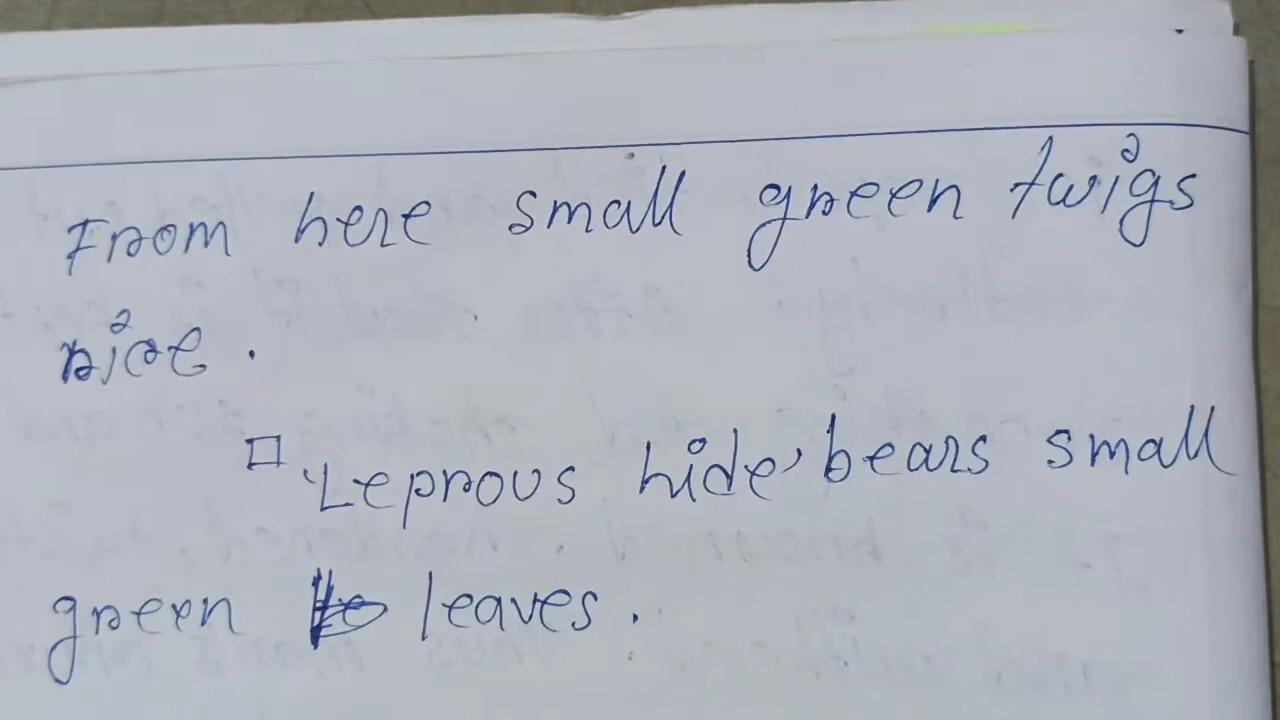 From here small green twigs
rise.
□ 'Leprous hide' bears small
green leaves.